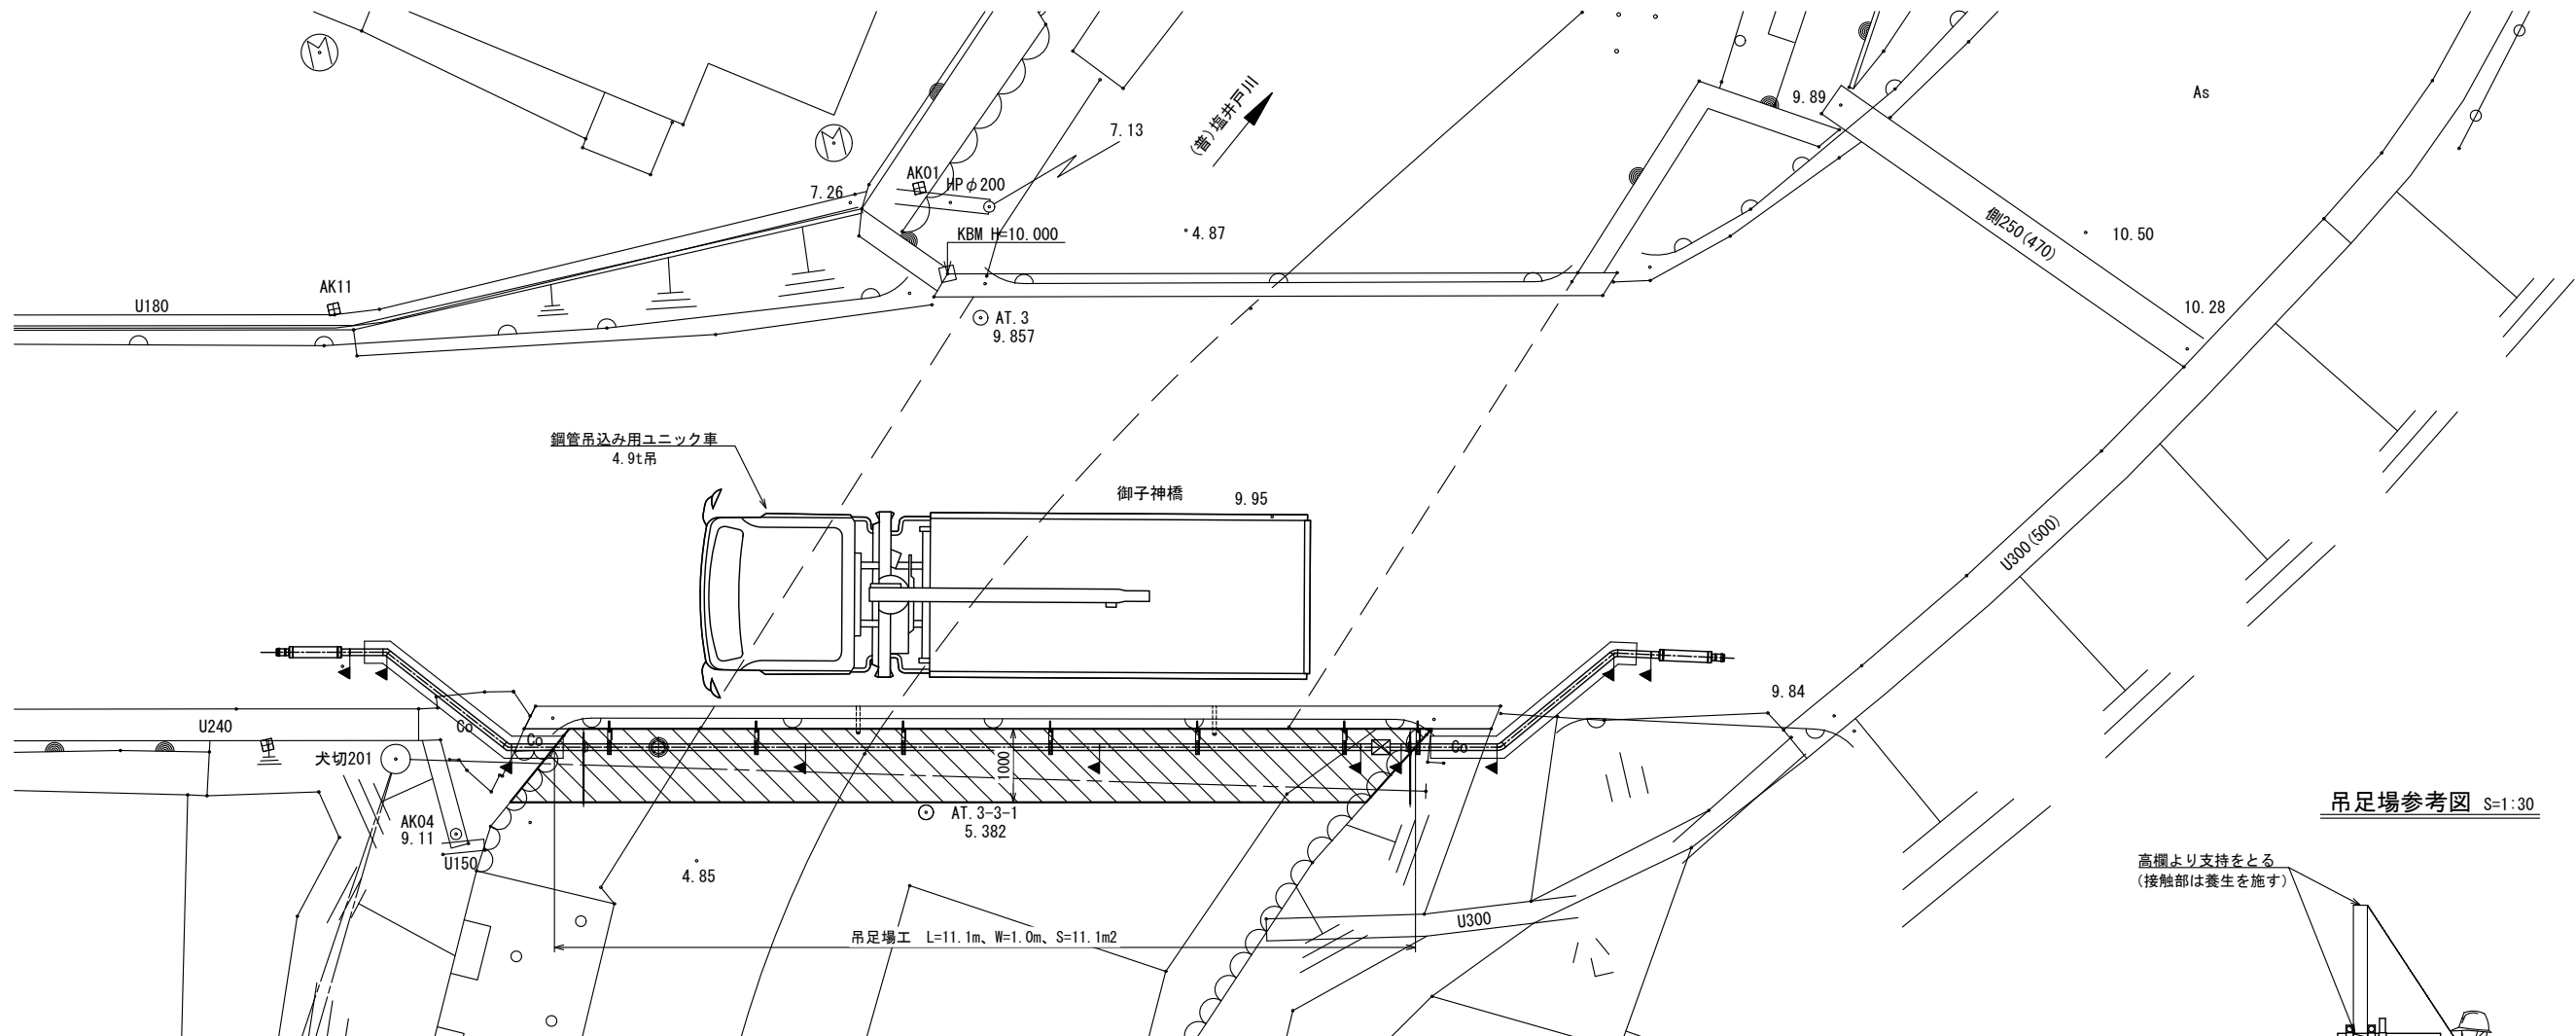 As
9.89
(普)塩井戸川
7.13
AK01
HPφ200
7.26
KBM H=10.000
4.87
側250(470)
10.50
AK11
U180
10.28
AT.3
9.857
鋼管吊込み用ユニック車
4.9t吊
御子神橋
9.95
U300(500)
9.84
U240
Co
Co
Co
犬切201
1000
AK04
9.11
AT.3-3-1
5.382
U150
4.85
吊足場参考図 S=1:30
高欄より支持をとる
(接触部は養生を施す)
U300
吊足場工 L=11.1m、W=1.0m、S=11.1m2